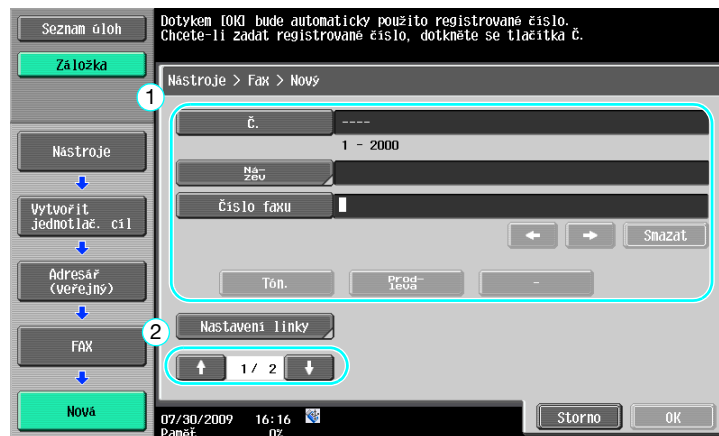 Seznam úloh
Záložka
Dotykem [OK] bude automaticky použito registrované číslo.
Chcete-li zadat registrované číslo, dotkněte se tlačítka Č.
Nástroje > Fax > Nový
1
Č.
----
1 - 2000
Ná-
zev
Číslo faxu
← → Smazat
Tón.
Prod-
leva
-
Nástroje
Vytvořit
jednotlač. cíl
Adresář
(veřejný)
FAX
Nová
2
Nastavení linky
↑ 1/ 2 ↓
07/30/2009 16:16
Paměť 0%
Storno
OK